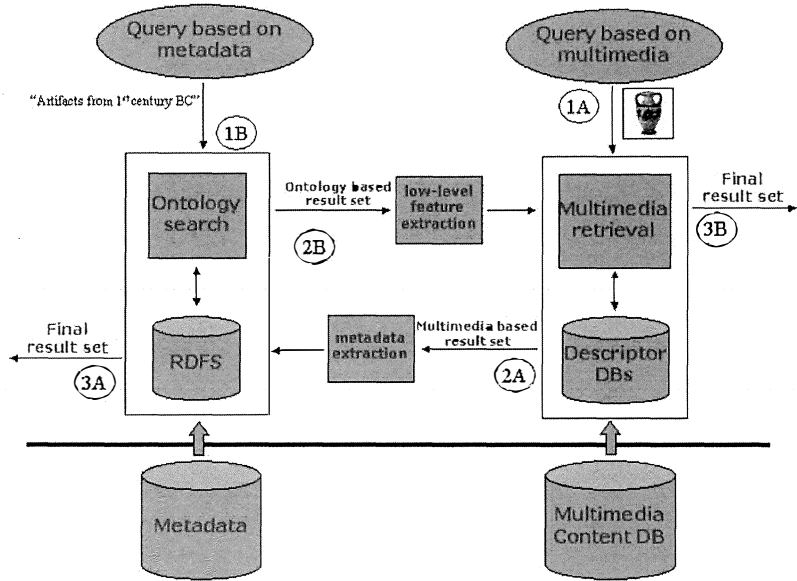 Query based on
metadata
Query based on
multimedia
"Artifacts from 1st century BC"
1B
1A
Ontology
search
Ontology based
result set
2B
low-level
feature
extraction
Multimedia
retrieval
Final
result set
3B
Final
result set
3A
RDFS
metadata
extraction
Multimedia based
result set
2A
Descriptor
DBs
Metadata
Multimedia
Content DB